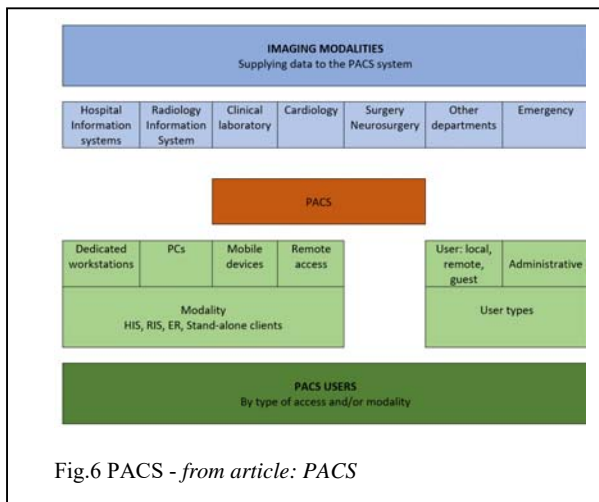 IMAGING MODALITIES
Supplying data to the PACS system
Hospital Information systems
Radiology Information System
Clinical laboratory
Cardiology
Surgery Neurosurgery
Other departments
Emergency
PACS
Dedicated workstations
PCs
Mobile devices
Remote access
User: local, remote, guest
Administrative
Modality
HIS, RIS, ER, Stand-alone clients
User types
PACS USERS
By type of access and/or modality
Fig.6 PACS - from article: PACS